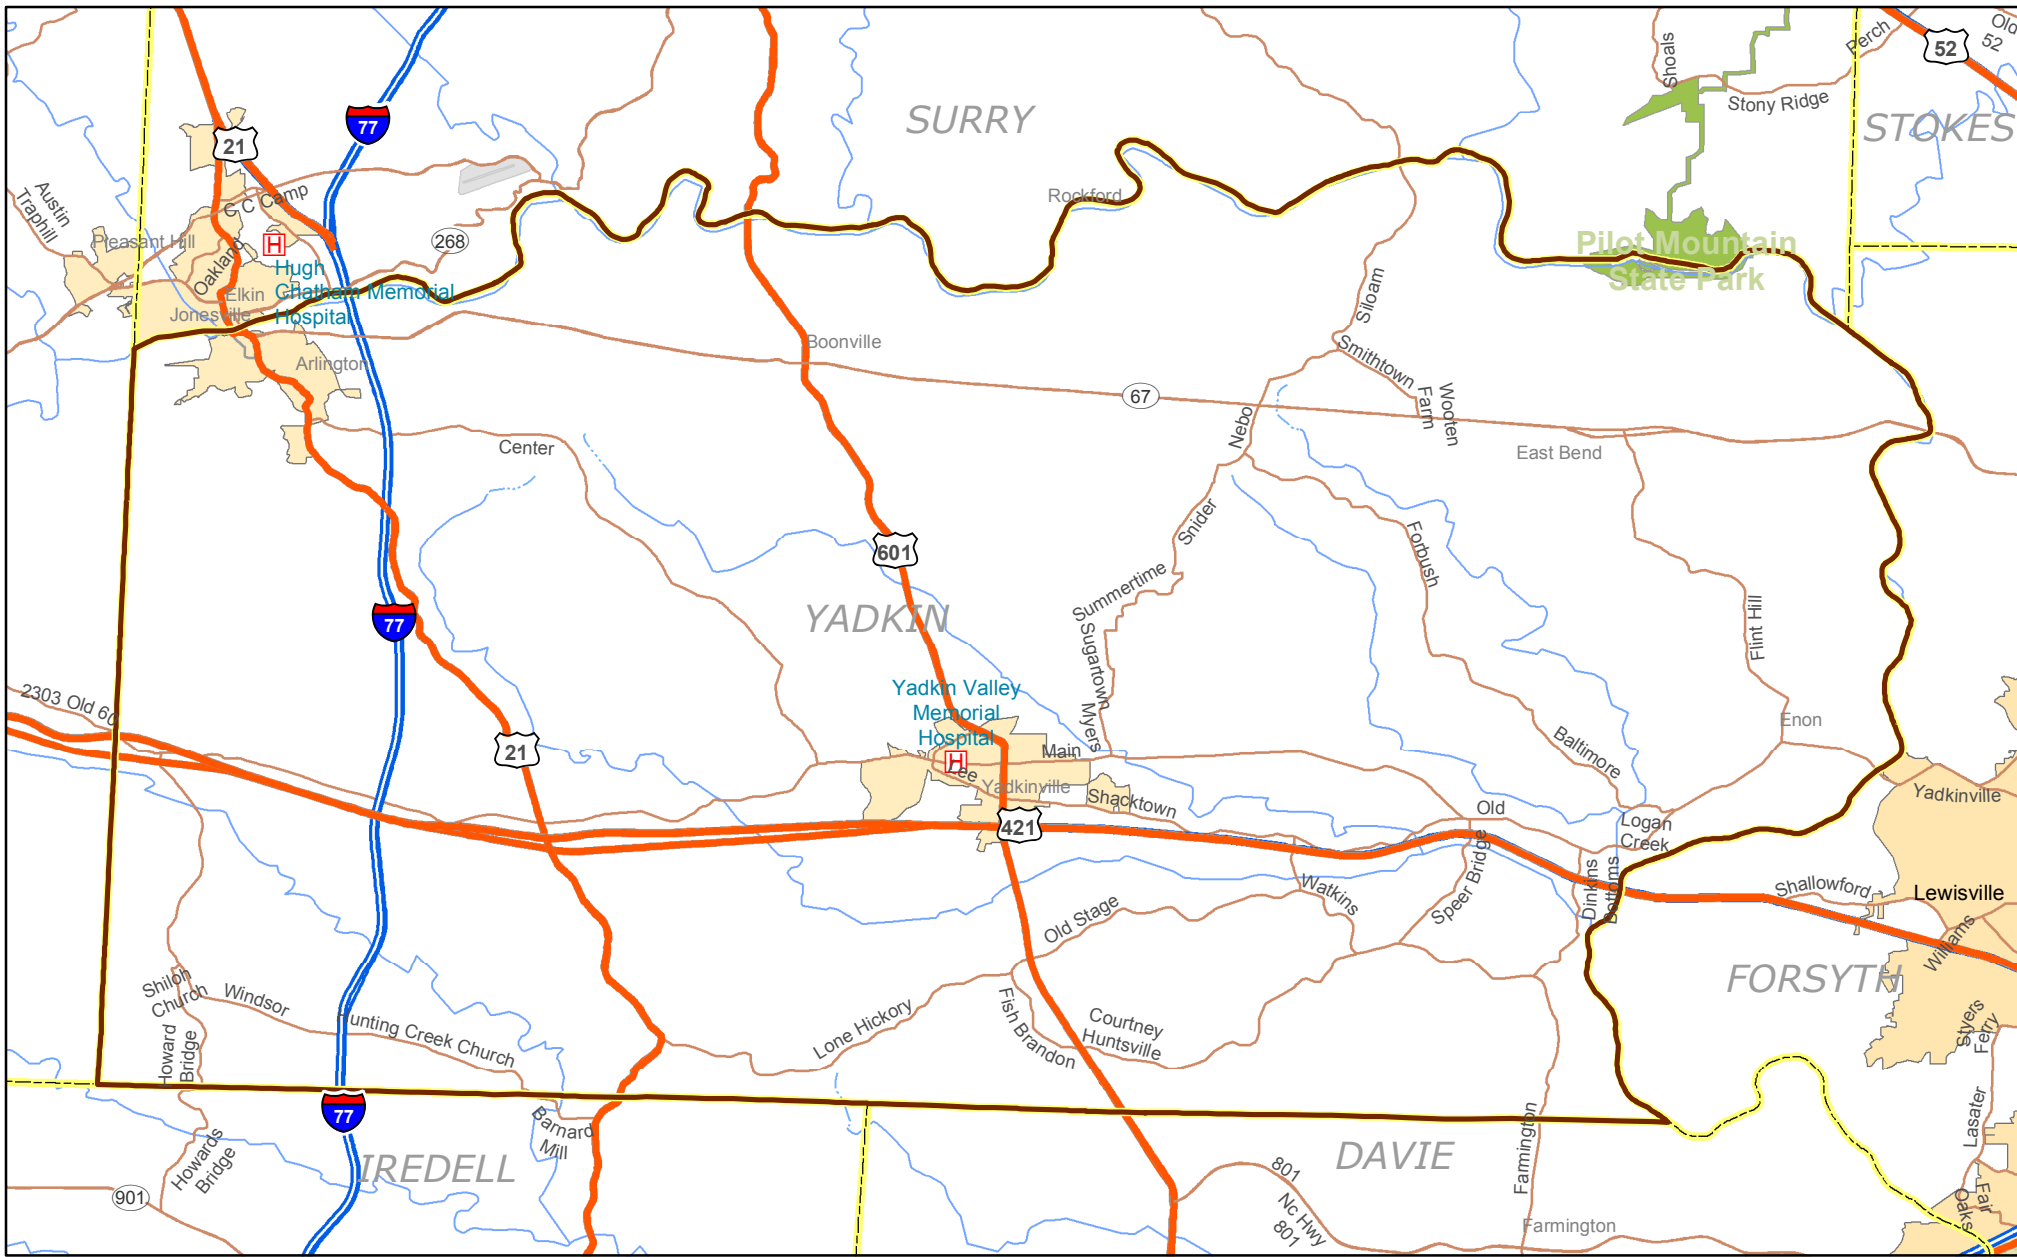 Shoals
Perch
Old
52
52
Stony Ridge
SURRY
STOKES
77
21
Austin
Traphill
C C Camp
Rockford
Pleasant Hill
Oakland
H
268
Hugh
Chatham Memorial
Hospital
Elkin
Jonesville
Pilot Mountain
State Park
Siloam
Boonville
Arlington
Smithtown
67
Wooten
Farm
Nebo
Center
East Bend
Snider
Forbush
601
Summertime
S Sugartown
YADKIN
77
Flint Hill
2303 Old 60
Yadkin Valley
Memorial
Hospital
Myers
Enon
21
Main
H
Lee
Yadkinville
Baltimore
Shacktown
Yadkinville
Old
Logan
Creek
421
Watkins
Speer Bridge
Dinkins
Bottoms
Shallowford
Lewisville
Old Stage
Williams
Shiloh
Church
Windsor
FORSYTH
Howard
Bridge
Hunting Creek Church
Lone Hickory
Fish Brandon
Courtney
Huntsville
Styers
Ferry
77
Barnard
Mill
Farmington
Lasater
Howards
Bridge
IREDELL
DAVIE
901
801
Nc Hwy
801
Farmington
Fair
Oaks